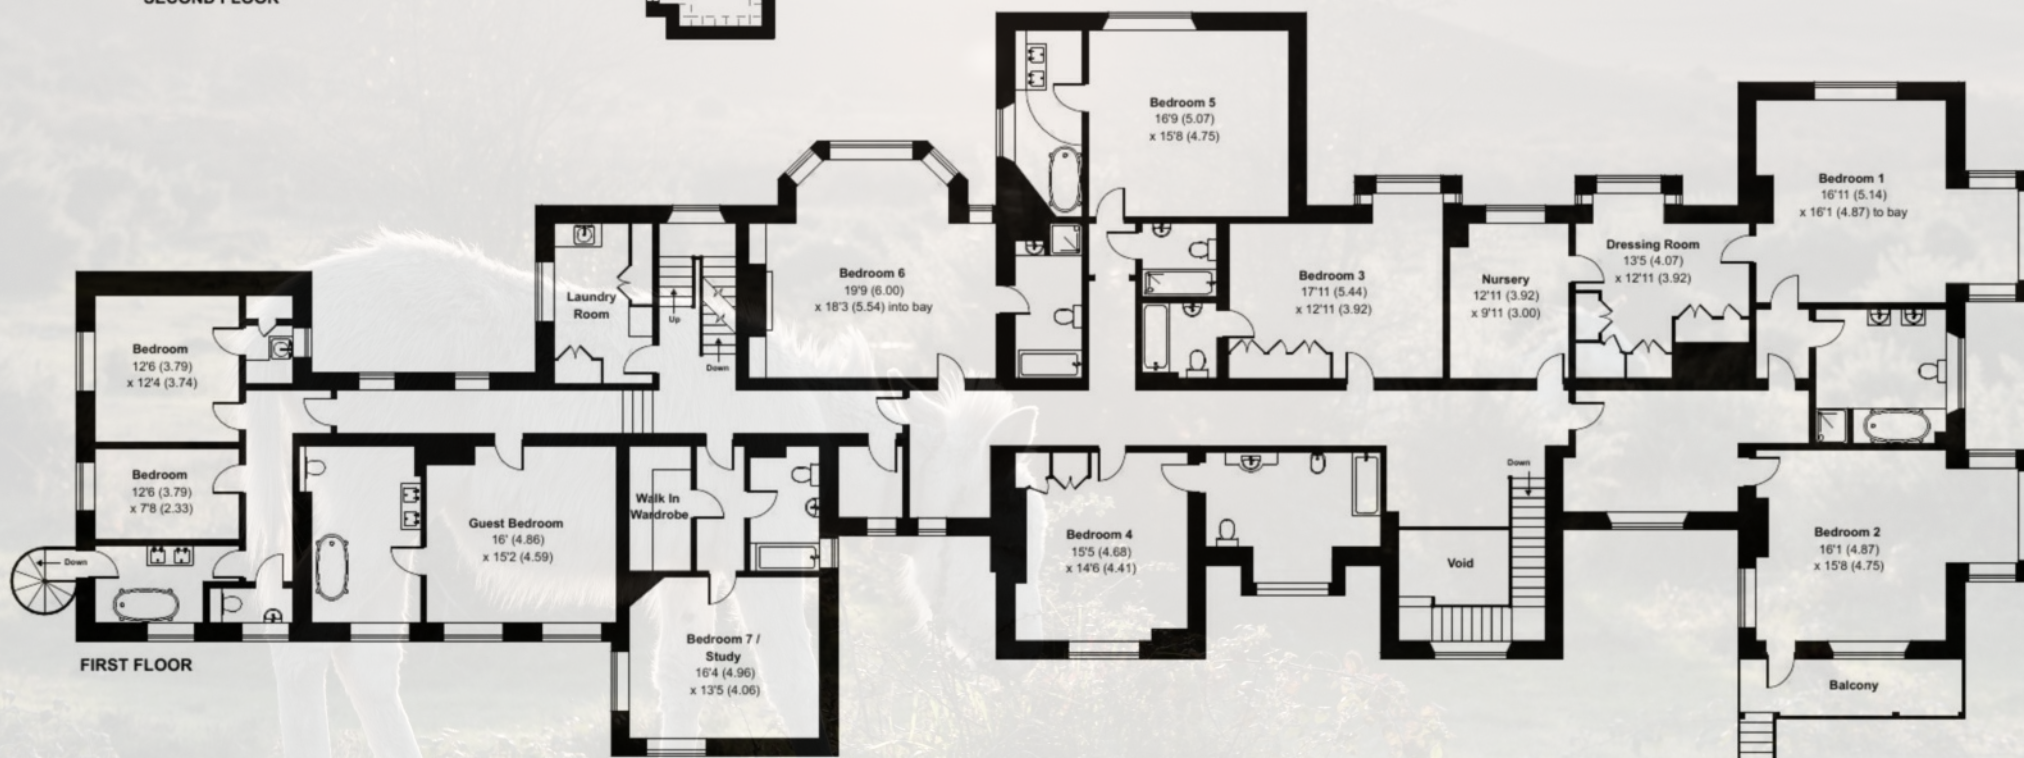 SECOND FLOOR
Bedroom 5
16'9 (5.07)
x 15'8 (4.75)
Bedroom 1
16'11 (5.14)
x 16'1 (4.87) to bay
Dressing Room
13'5 (4.07)
x 12'11 (3.92)
Bedroom 6
19'9 (6.00)
x 18'3 (5.54) into bay
Bedroom 3
17'11 (5.44)
x 12'11 (3.92)
Nursery
12'11 (3.92)
x 9'11 (3.00)
Laundry
Room
Up
Down
Bedroom
12'6 (3.79)
x 12'4 (3.74)
Bedroom
12'6 (3.79)
x 7'8 (2.33)
Down
Guest Bedroom
16' (4.86)
x 15'2 (4.59)
Walk In
Wardrobe
Bedroom 4
15'5 (4.68)
x 14'6 (4.41)
Down
Void
Bedroom 2
16'1 (4.87)
x 15'8 (4.75)
Bedroom 7 /
Study
16'4 (4.96)
x 13'5 (4.06)
Balcony
FIRST FLOOR